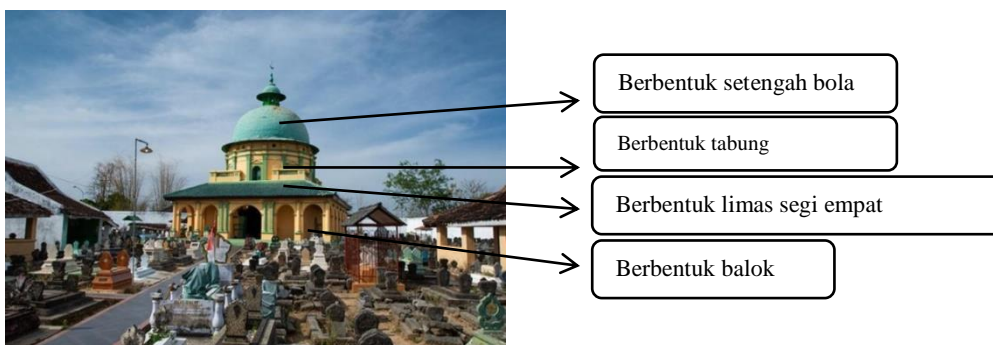 Berbentuk setengah bola
Berbentuk tabung
Berbentuk limas segi empat
Berbentuk balok